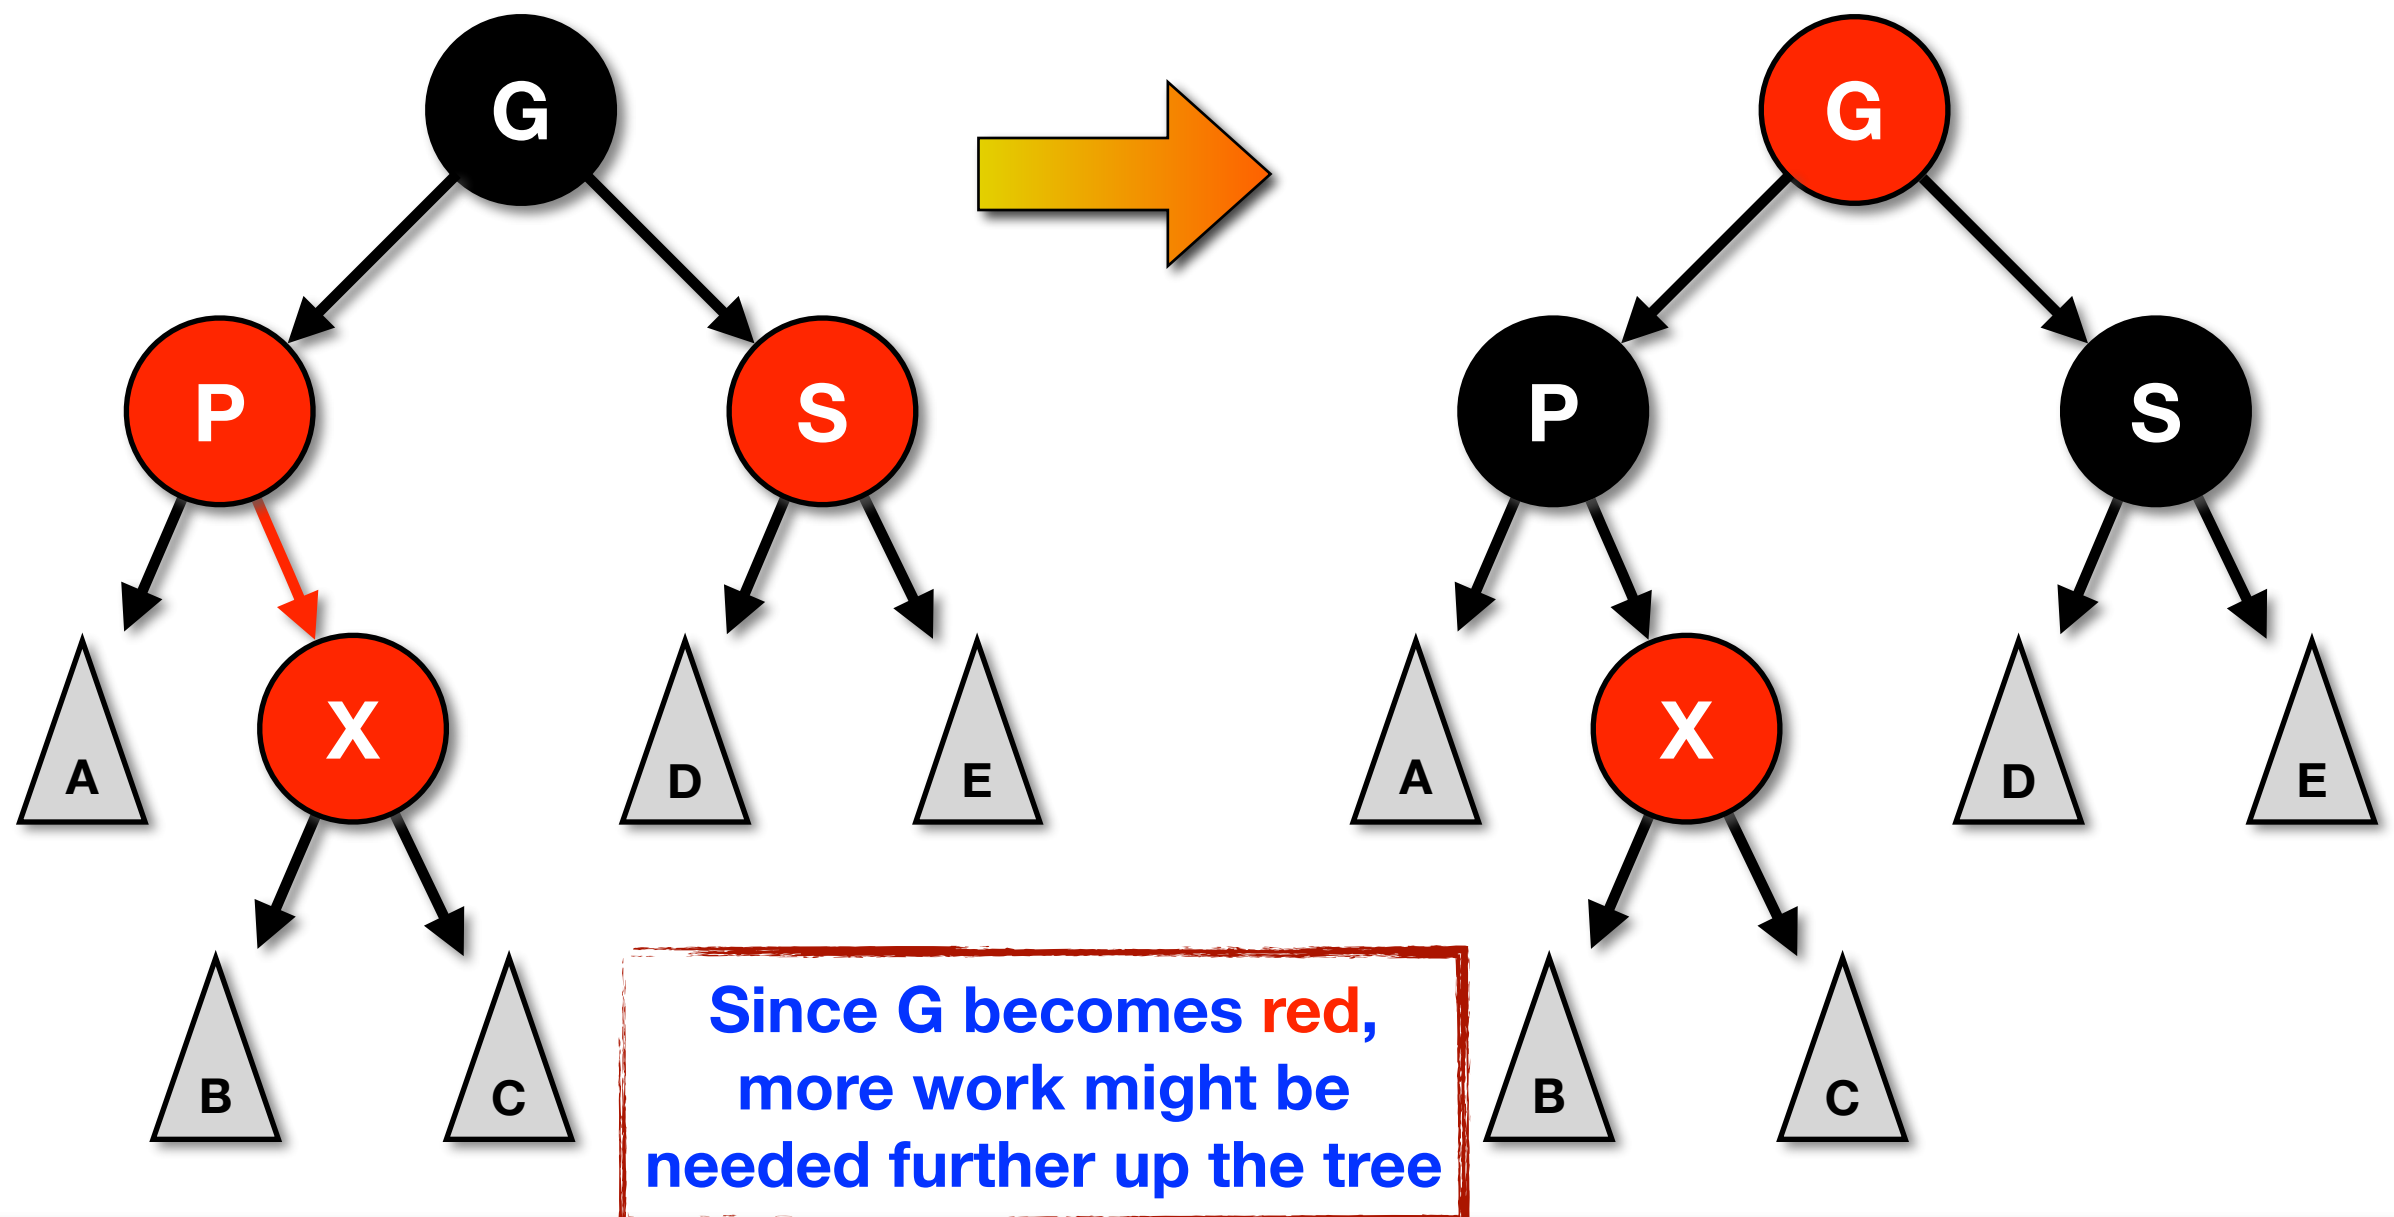 G
G
P
S
P
S
X
X
A
D
E
A
D
E
B
C
B
C
Since G becomes red,
more work might be
needed further up the tree